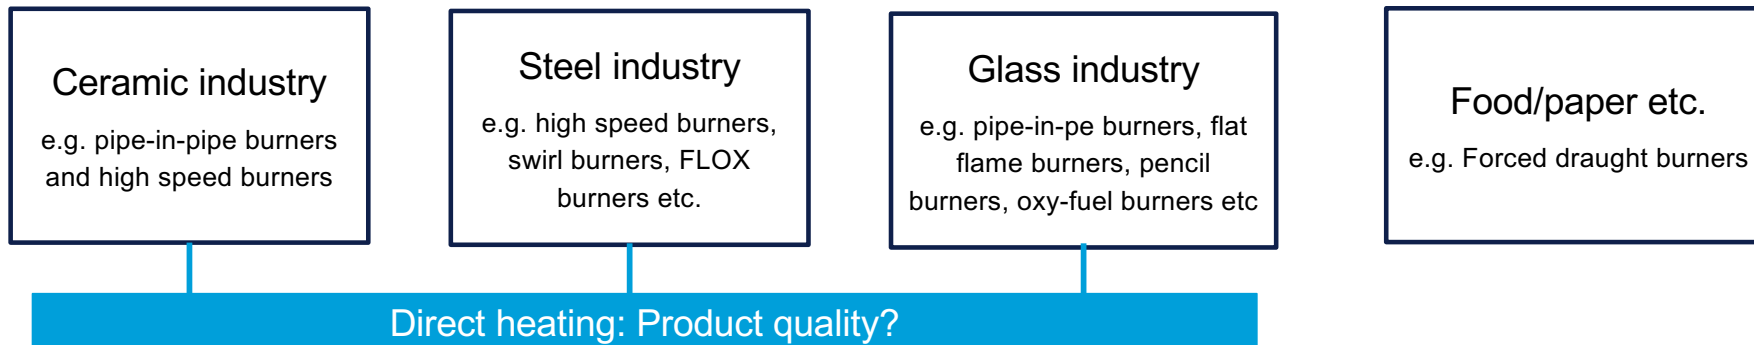 Ceramic industry
e.g. pipe-in-pipe burners
and high speed burners
Steel industry
e.g. high speed burners,
swirl burners, FLOX
burners etc.
Glass industry
e.g. pipe-in-pe burners, flat
flame burners, pencil
burners, oxy-fuel burners etc
Food/paper etc.
e.g. Forced draught burners
Direct heating: Product quality?